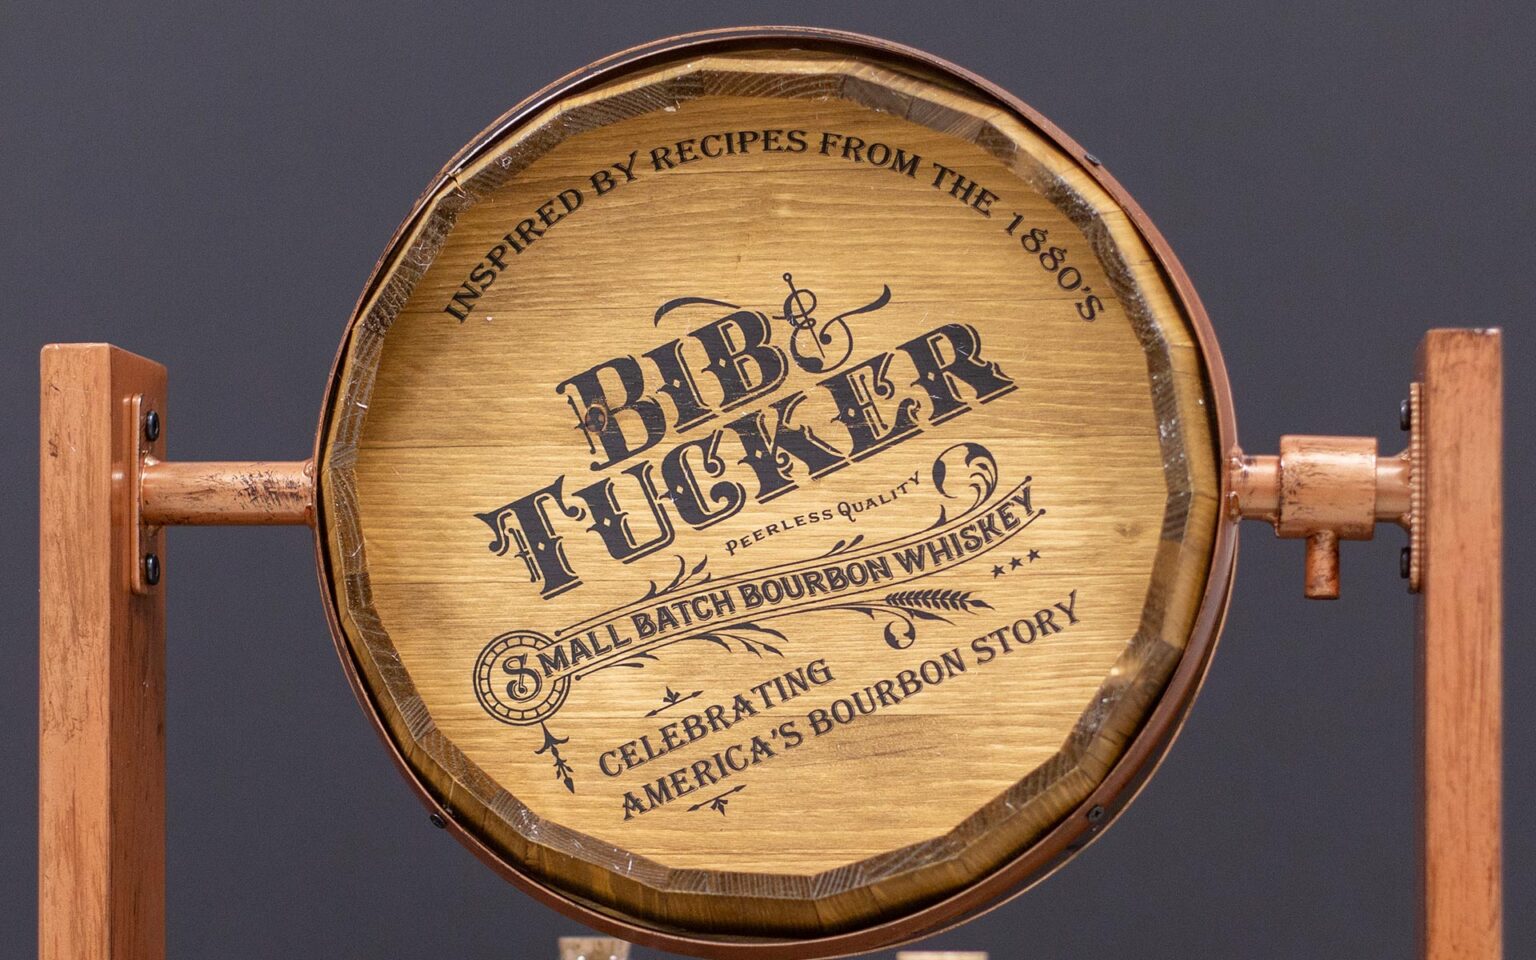 INSPIRED BY RECIPES FROM THE 1880'S
BIB &
TUCKER
PEERLESS QUALITY
SMALL BATCH BOURBON WHISKEY
CELEBRATING
AMERICA'S BOURBON STORY